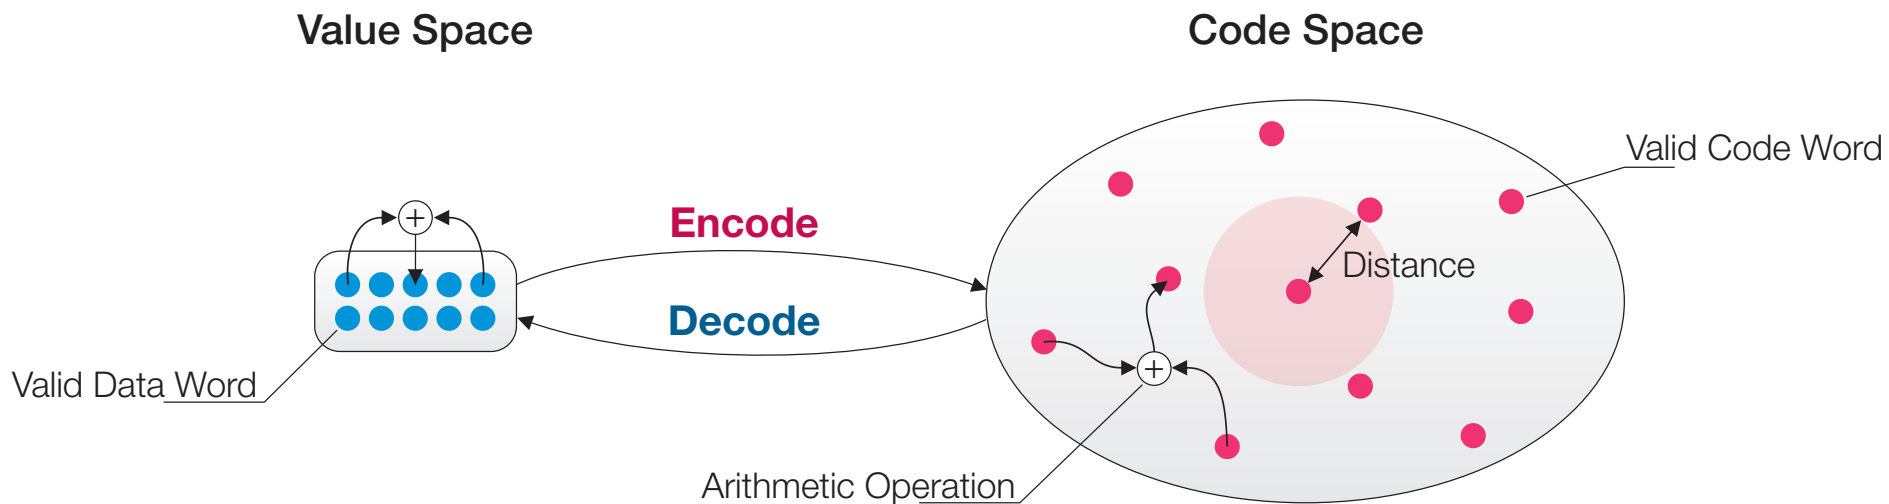 Value Space
Code Space
Valid Code Word
Encode
+
Distance
Decode
+
Valid Data Word
Arithmetic Operation